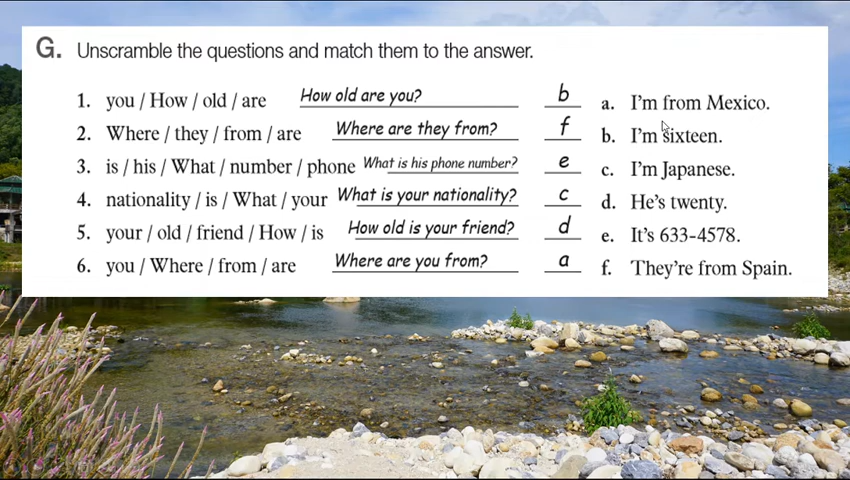 G. Unscramble the questions and match them to the answer.
1. you / How / old / are How old are you? b a. I'm from Mexico.
2. Where / they / from / are Where are they from? f b. I'm sixteen.
3. is / his / What / number / phone What is his phone number? e c. I'm Japanese.
4. nationality / is / What / your What is your nationality? c d. He's twenty.
5. your / old / friend / How / is How old is your friend? d e. It's 633-4578.
6. you / Where / from / are Where are you from? a f. They're from Spain.